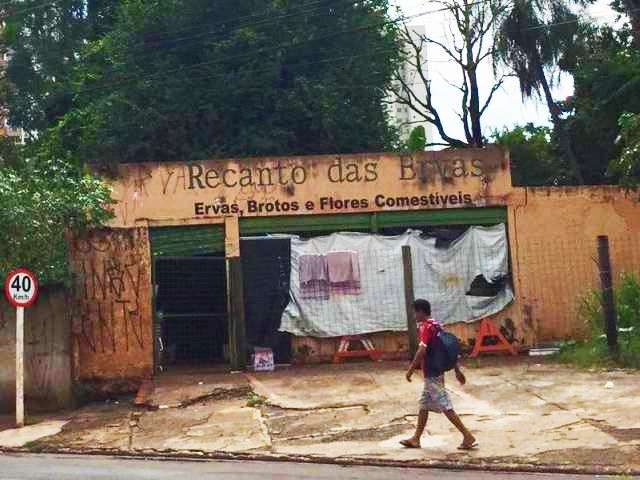 Recanto das Ervas
Ervas, Brotos e Flores Comestíveis
40
Km/h